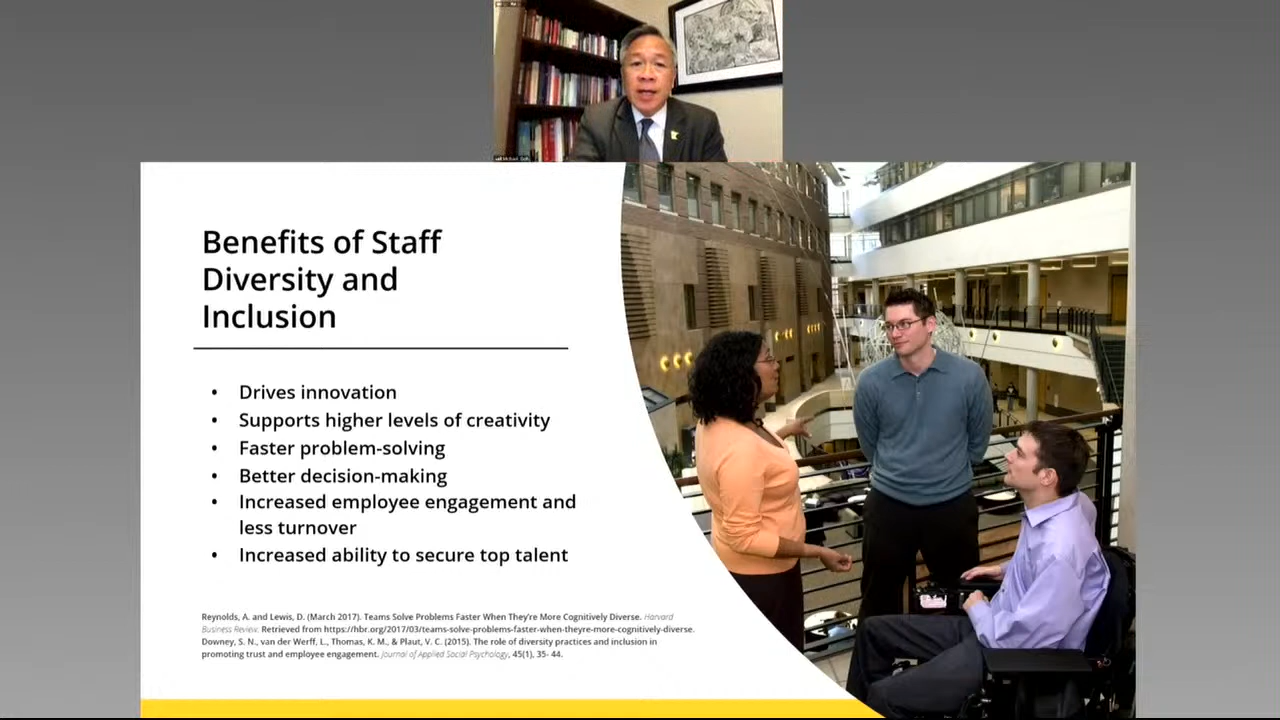 Benefits of Staff
Diversity and
Inclusion
• Drives innovation
• Supports higher levels of creativity
• Faster problem-solving
• Better decision-making
• Increased employee engagement and
less turnover
• Increased ability to secure top talent
Reynolds, A. and Lewis, D. (March 2017). Teams Solve Problems Faster When They're More Cognitively Diverse. Harvard
Business Review. Retrieved from https://hbr.org/2017/03/teams-solve-problems-faster-when-theyre-more-cognitively-diverse.
Downey, S. N., van der Werff, L., Thomas, K. M., & Plaut, V. C. (2015). The role of diversity practices and inclusion in
promoting trust and employee engagement. Journal of Applied Social Psychology, 45(1), 35- 44.